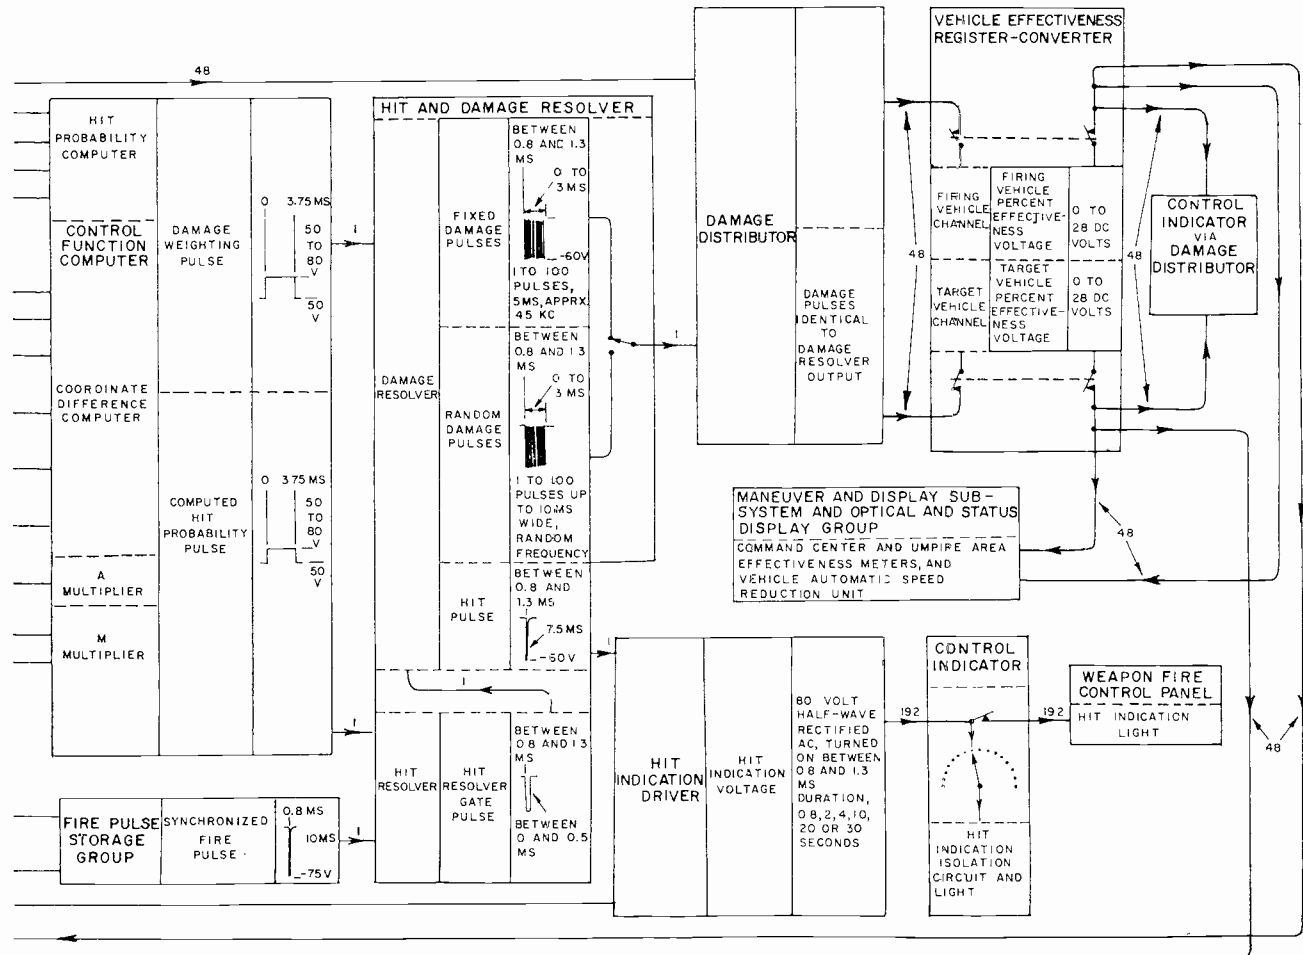 48
HIT
PROBABILITY
COMPUTER
CONTROL
FUNCTION
COMPUTER
COORDINATE
DIFFERENCE
COMPUTER
A
MULTIPLIER
M
MULTIPLIER
DAMAGE
WEIGHTING
PULSE
0 3.75 MS
50
TO
80
V
50
V
COMPUTED
HIT
PROBABILITY
PULSE
0 3.75 MS
50
TO
80
V
50
V
1
1
FIRE PULSE
STORAGE
GROUP
SYNCHRONIZED
FIRE
PULSE
0.8 MS
10MS
-75V
1
HIT AND DAMAGE RESOLVER
DAMAGE
RESOLVER
FIXED
DAMAGE
PULSES
BETWEEN
0.8 AND 1.3
MS
0 TO
3MS
-60V
1 TO 100
PULSES,
5MS, APPRX.
45 KC
RANDOM
DAMAGE
PULSES
BETWEEN
0.8 AND 1.3
MS
0 TO
3MS
1 TO 100
PULSES UP
TO 10MS
WIDE,
RANDOM
FREQUENCY
HIT
PULSE
BETWEEN
0.8 AND
1.3 MS
7.5MS
-60V
1
HIT
RESOLVER
HIT
RESOLVER
GATE
PULSE
BETWEEN
0.8 AND 1.3
MS
BETWEEN
0 AND 0.5
MS
1
1
DAMAGE
DISTRIBUTOR
DAMAGE
PULSES
IDENTICAL
TO
DAMAGE
RESOLVER
OUTPUT
48
VEHICLE EFFECTIVENESS
REGISTER-CONVERTER
FIRING
VEHICLE
CHANNEL
FIRING
VEHICLE
PERCENT
EFFECTIVE-
NESS
VOLTAGE
0 TO
28 DC
VOLTS
TARGET
VEHICLE
CHANNEL
TARGET
VEHICLE
PERCENT
EFFECTIVE-
NESS
VOLTAGE
0 TO
28 DC
VOLTS
48
CONTROL
INDICATOR
VIA
DAMAGE
DISTRIBUTOR
MANEUVER AND DISPLAY SUB-
SYSTEM AND OPTICAL AND STATUS
DISPLAY GROUP
COMMAND CENTER AND UMPIRE AREA
EFFECTIVENESS METERS, AND
VEHICLE AUTOMATIC SPEED
REDUCTION UNIT
48
HIT
INDICATION
DRIVER
HIT
INDICATION
VOLTAGE
80 VOLT
HALF-WAVE
RECTIFIED
AC, TURNED
ON BETWEEN
0.8 AND 1.3
MS
DURATION,
0.8,2,4,10,
20 OR 30
SECONDS
192
CONTROL
INDICATOR
HIT
INDICATION
ISOLATION
CIRCUIT AND
LIGHT
192
WEAPON FIRE
CONTROL PANEL
HIT INDICATION
LIGHT
48